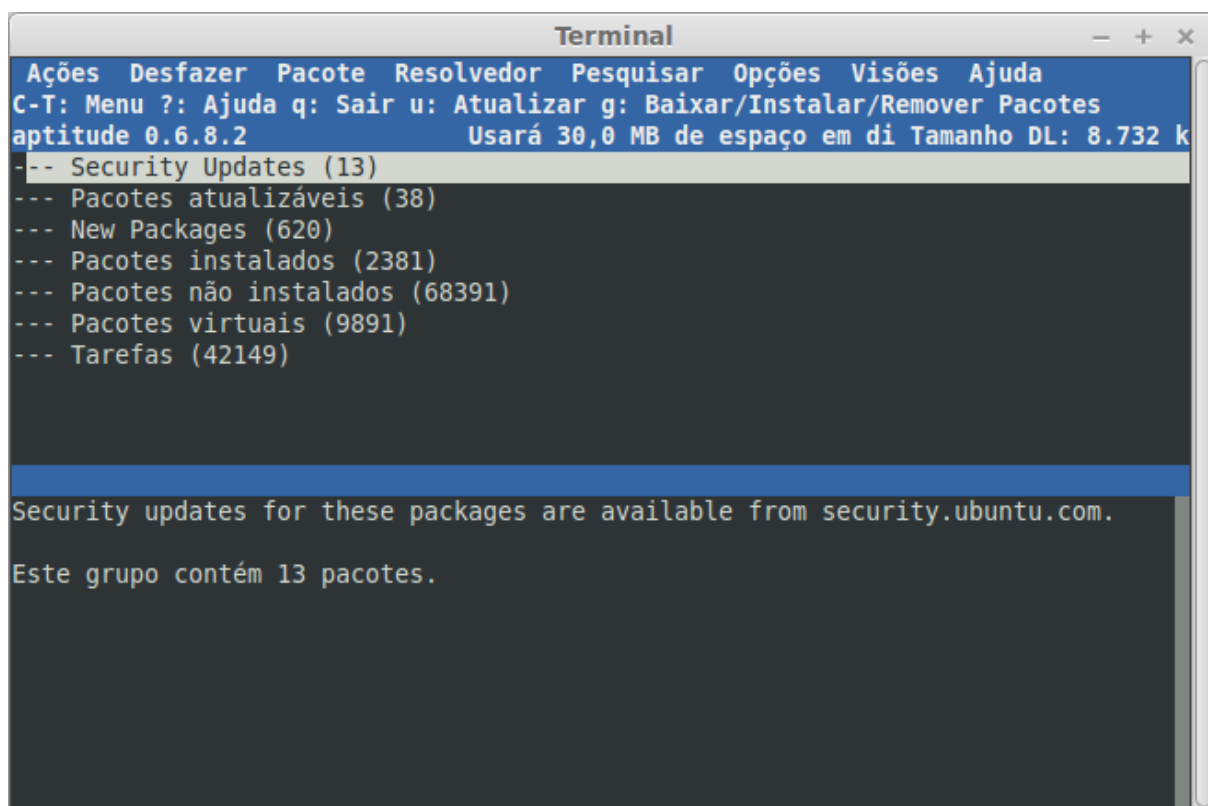 Terminal
Ações Desfazer Pacote Resolvedor Pesquisar Opções Visões Ajuda
C-T: Menu ?: Ajuda q: Sair u: Atualizar g: Baixar/Instalar/Remover Pacotes
aptitude 0.6.8.2 Usará 30,0 MB de espaço em di Tamanho DL: 8.732 k
--- Security Updates (13)
--- Pacotes atualizáveis (38)
--- New Packages (620)
--- Pacotes instalados (2381)
--- Pacotes não instalados (68391)
--- Pacotes virtuais (9891)
--- Tarefas (42149)
Security updates for these packages are available from security.ubuntu.com.
Este grupo contém 13 pacotes.